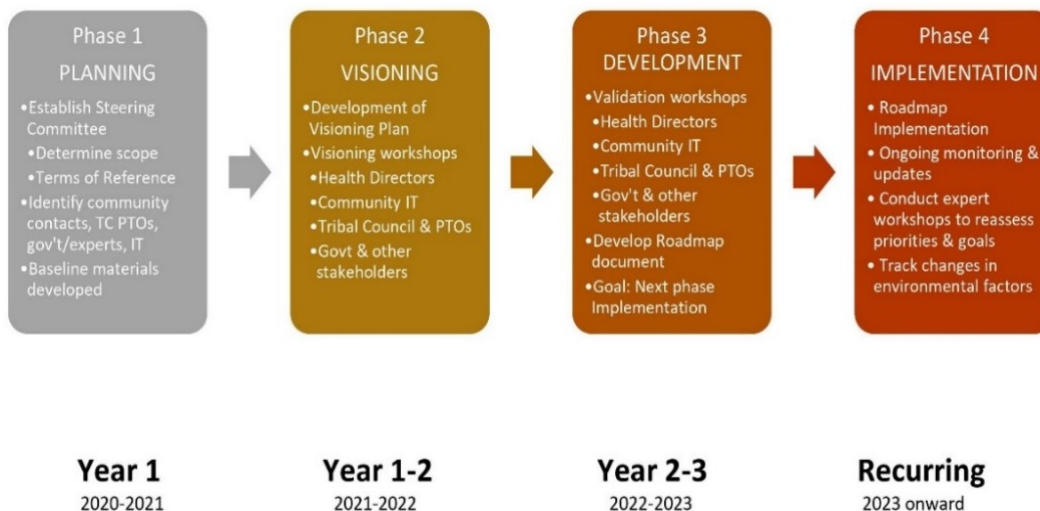 Phase 1
PLANNING
•Establish Steering
Committee
•Determine scope
•Terms of Reference
•Identify community
contacts, TC PTOs,
gov't/experts, IT
•Baseline materials
developed
Phase 2
VISIONING
•Development of
Visioning Plan
•Visioning workshops
•Health Directors
•Community IT
•Tribal Council & PTOs
•Govt & other
stakeholders
Phase 3
DEVELOPMENT
•Validation workshops
•Health Directors
•Community IT
•Tribal Council & PTOs
•Gov't & other
stakeholders
•Develop Roadmap
document
•Goal: Next phase
Implementation
Phase 4
IMPLEMENTATION
• Roadmap
Implementation
• Ongoing monitoring &
updates
• Conduct expert
workshops to reassess
priorities & goals
• Track changes in
environmental factors
Year 1
2020-2021
Year 1-2
2021-2022
Year 2-3
2022-2023
Recurring
2023 onward